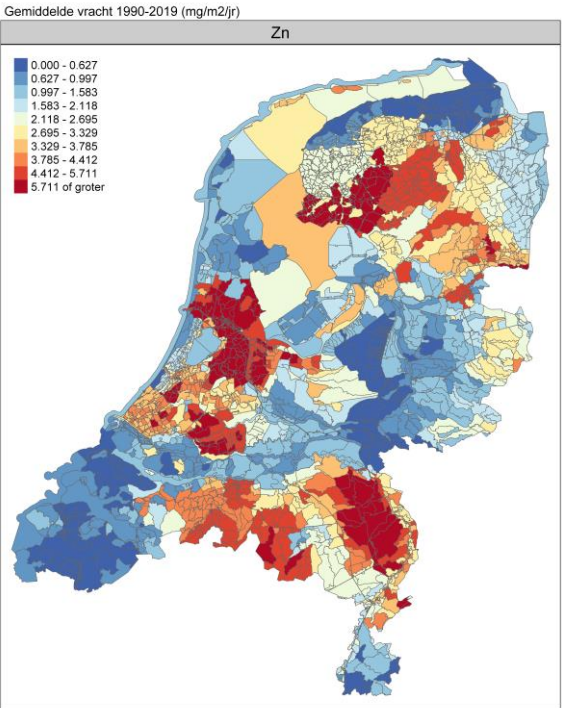 Gemiddelde vracht 1990-2019 (mg/m2/jr)
Zn
0.000 - 0.627
0.627 - 0.997
0.997 - 1.583
1.583 - 2.118
2.118 - 2.695
2.695 - 3.329
3.329 - 3.785
3.785 - 4.412
4.412 - 5.711
5.711 of groter